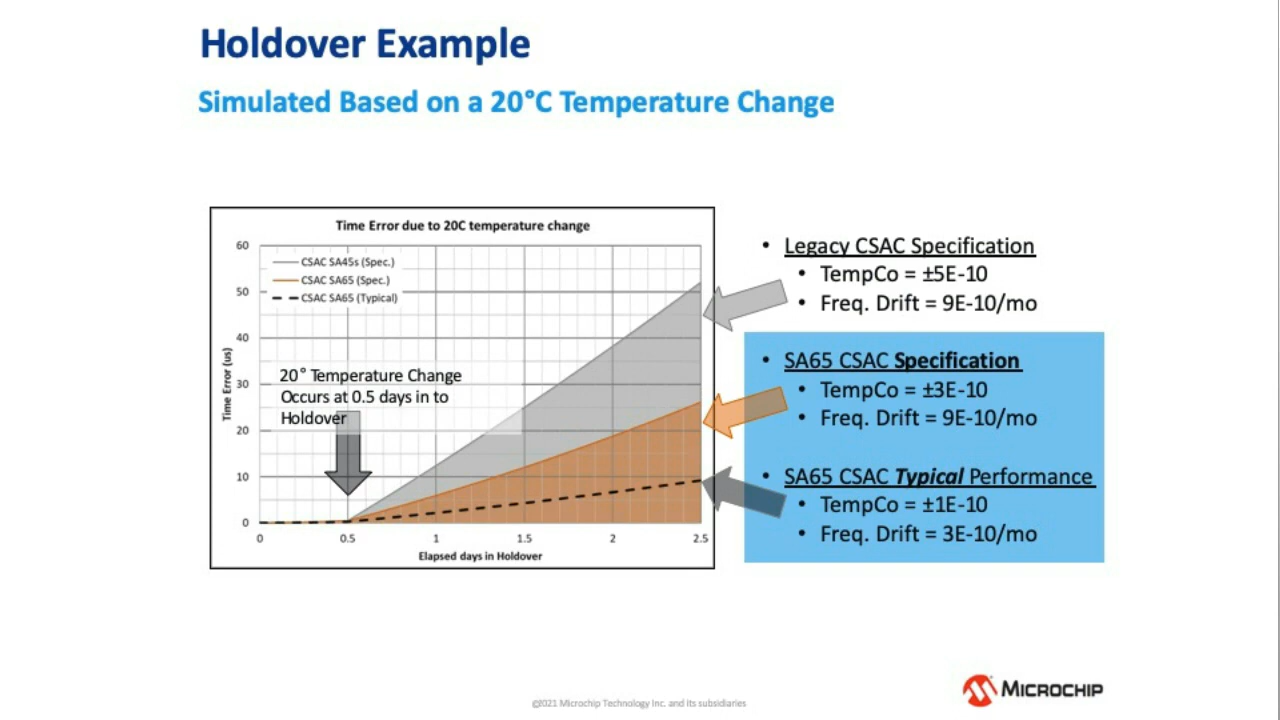 Holdover Example
Simulated Based on a 20°C Temperature Change
Time Error due to 20C temperature change
60
50
40
30
20
10
0
Time Error (us)
CSAC SA45s (Spec.)
CSAC SA65 (Spec.)
CSAC SA65 (Typical)
20° Temperature Change
Occurs at 0.5 days in to
Holdover
0 0.5 1 1.5 2 2.5
Elapsed days in Holdover
• Legacy CSAC Specification
• TempCo = ±5E-10
• Freq. Drift = 9E-10/mo
• SA65 CSAC Specification
• TempCo = ±3E-10
• Freq. Drift = 9E-10/mo
• SA65 CSAC Typical Performance
• TempCo = ±1E-10
• Freq. Drift = 3E-10/mo
©2021 Microchip Technology Inc. and its subsidiaries
MICROCHIP